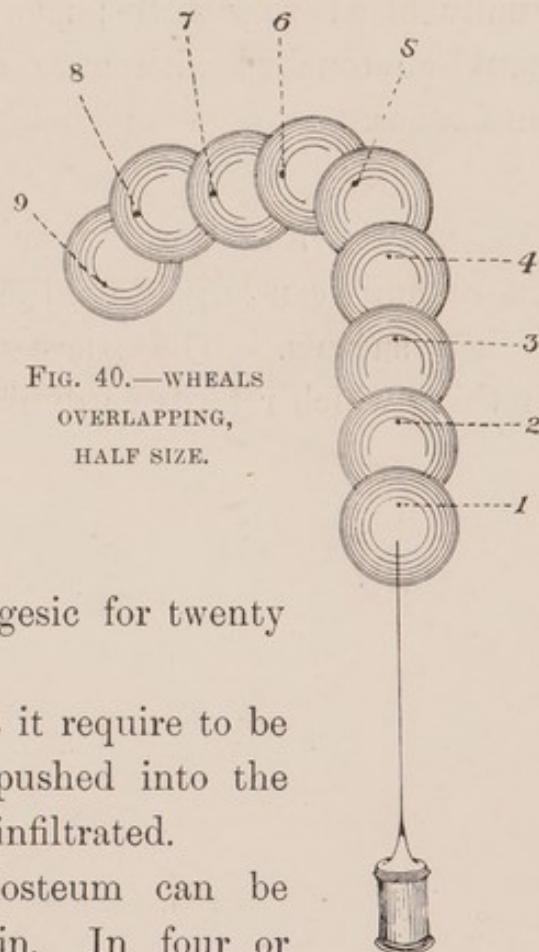 7
6
5
8
9
4
3
2
1
FIG. 40.—WHEALS
OVERLAPPING,
HALF SIZE.
gesic for twenty
it require to be
pushed into the
infiltrated.
osteum can be
in. In four or